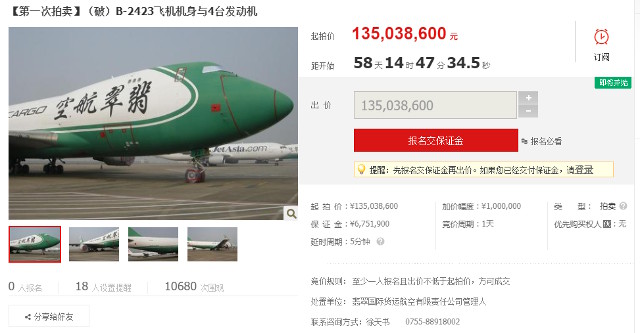 【第一次拍卖】（破）B-2423飞机机身与4台发动机
CARGO 空航翠翡
JetAsia.com
起拍价： 135,038,600 元
距开始 58 天 14 时 47 分 34.5 秒
订阅
出 价 135,038,600
+
-
报名交保证金 报名必看
提醒：先报名交保证金再出价。如果您已经交付保证金，请登录
起 拍 价：¥135,038,600 加价幅度：¥1,000,000 类 型： 拍卖
保 证 金：¥6,751,900 竞价周期：1天 优先购买权人：无
延时周期：5分钟
0 人报名 18 人设置提醒 10680 次围观
竞价规则： 至少一人报名且出价不低于起拍价，方可成交
处置单位： 翡翠国际货运航空有限责任公司管理人
分享给好友
联系咨询方式：徐天书 0755-88918002